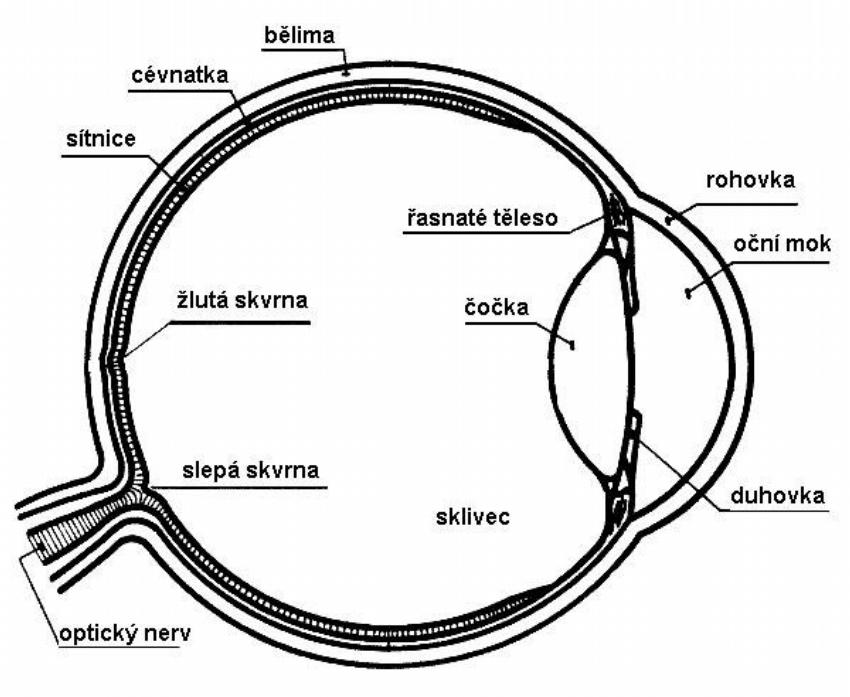 bělima
cévnatka
sítnice
rohovka
řasnaté těleso
oční mok
žlutá skvrna
čočka
slepá skvrna
duhovka
sklivec
optický nerv